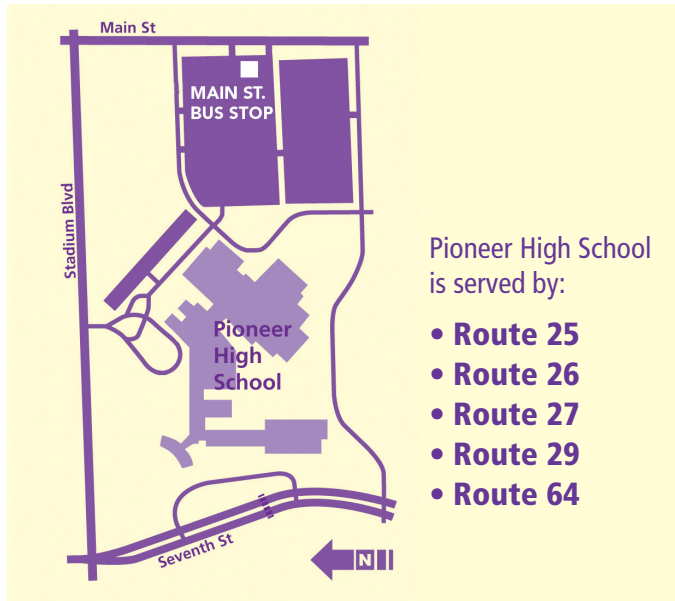 Main St
MAIN ST.
BUS STOP
Stadium Blvd
Pioneer
High
School
Seventh St
N
Pioneer High School
is served by:
• Route 25
• Route 26
• Route 27
• Route 29
• Route 64